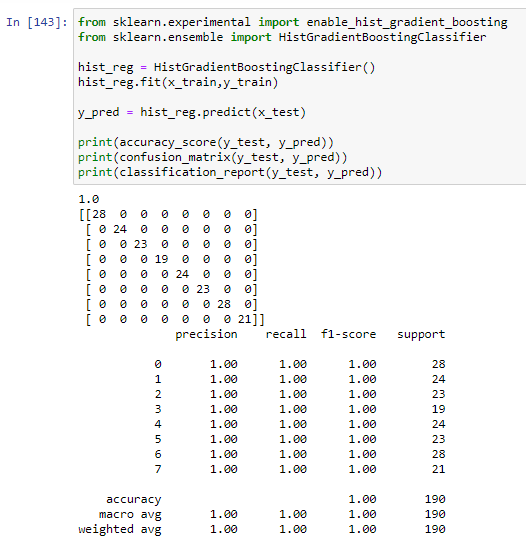 In [143]: from sklearn.experimental import enable_hist_gradient_boosting
from sklearn.ensemble import HistGradientBoostingClassifier
hist_reg = HistGradientBoostingClassifier()
hist_reg.fit(x_train,y_train)
y_pred = hist_reg.predict(x_test)
print(accuracy_score(y_test, y_pred))
print(confusion_matrix(y_test, y_pred))
print(classification_report(y_test, y_pred))
1.0
[[28 0 0 0 0 0 0 0]
[ 0 24 0 0 0 0 0 0]
[ 0 0 23 0 0 0 0 0]
[ 0 0 0 19 0 0 0 0]
[ 0 0 0 0 24 0 0 0]
[ 0 0 0 0 0 23 0 0]
[ 0 0 0 0 0 0 28 0]
[ 0 0 0 0 0 0 0 21]]
precision recall f1-score support
0 1.00 1.00 1.00 28
1 1.00 1.00 1.00 24
2 1.00 1.00 1.00 23
3 1.00 1.00 1.00 19
4 1.00 1.00 1.00 24
5 1.00 1.00 1.00 23
6 1.00 1.00 1.00 28
7 1.00 1.00 1.00 21
accuracy 1.00 190
macro avg 1.00 1.00 1.00 190
weighted avg 1.00 1.00 1.00 190